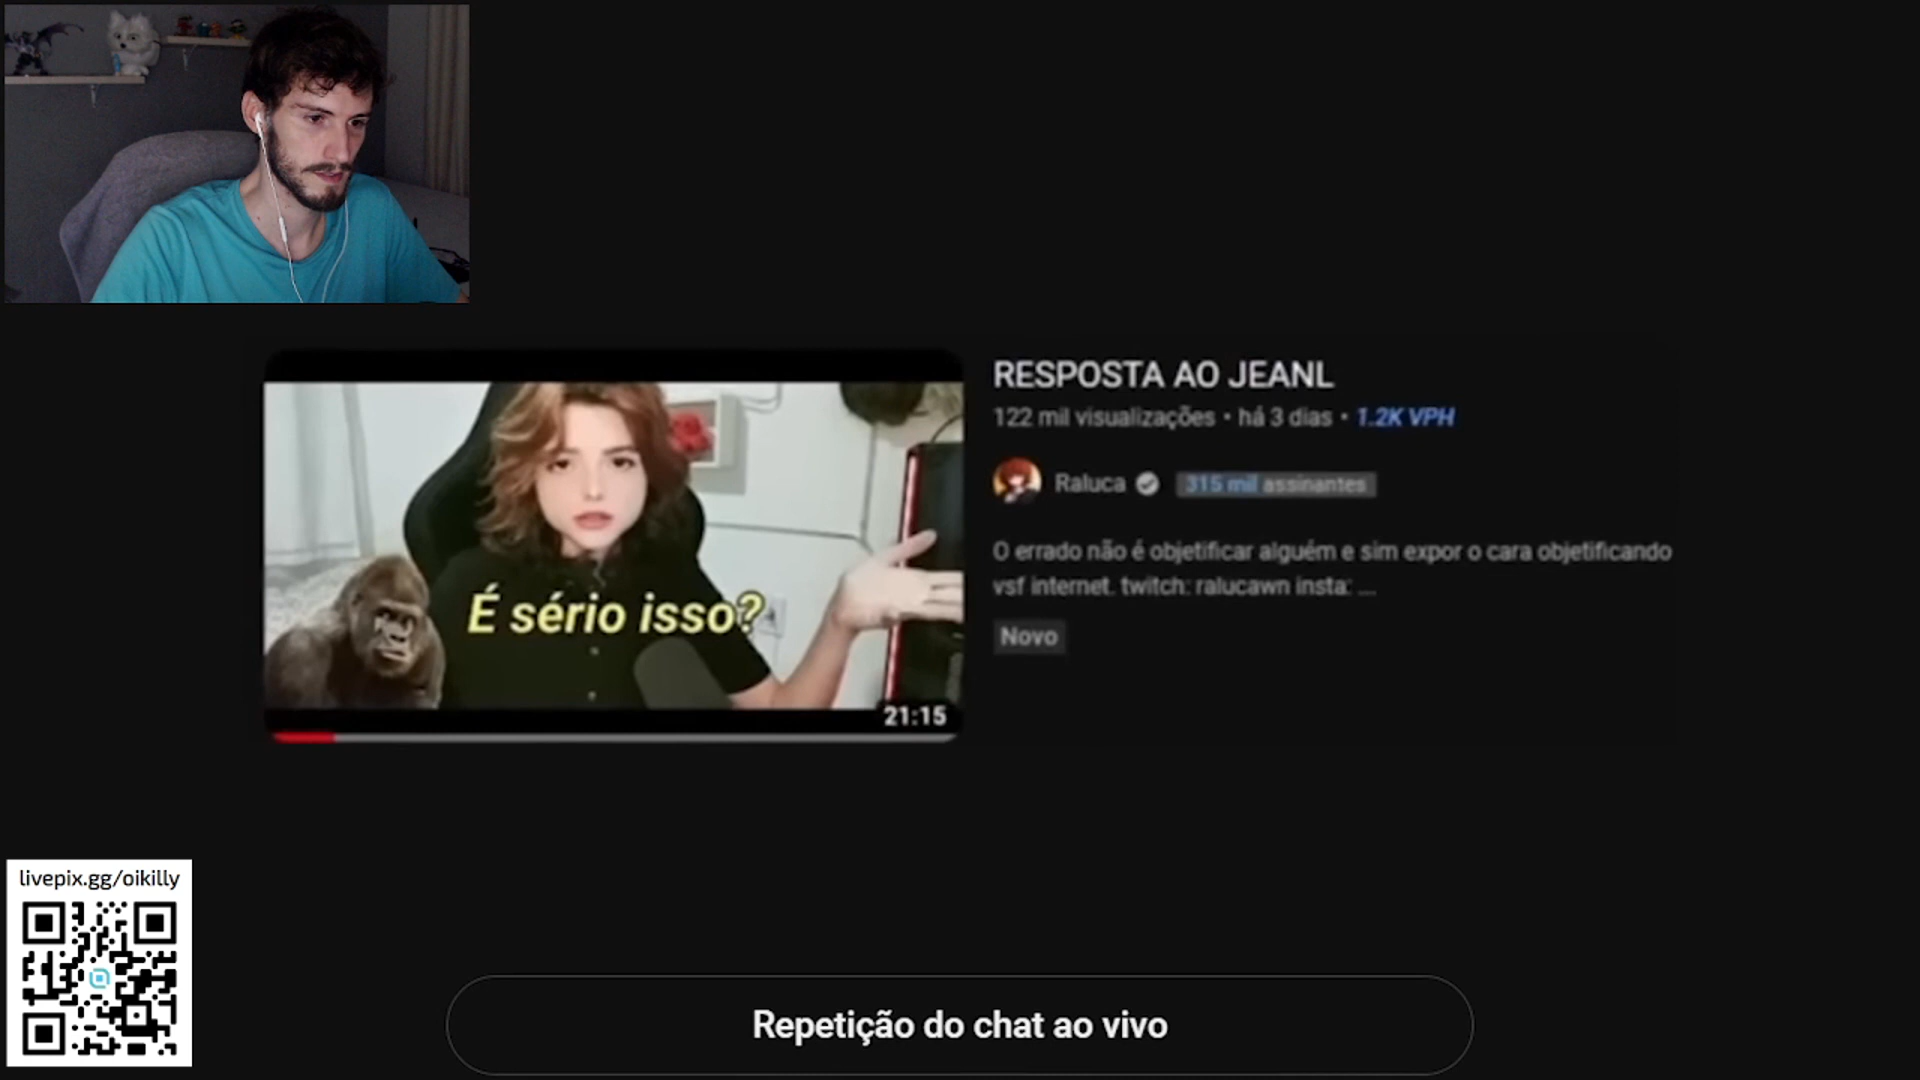 RESPOSTA AO JEANL
122 mil visualizações • há 3 dias • 1.2K VPH
Raluca
315 mil assinantes
O errado não é objetificar alguém e sim expor o cara objetificando
vsf internet. twitch: ralucawn insta: ...
Novo
É sério isso?
21:15
livepix.gg/oikilly
Repetição do chat ao vivo